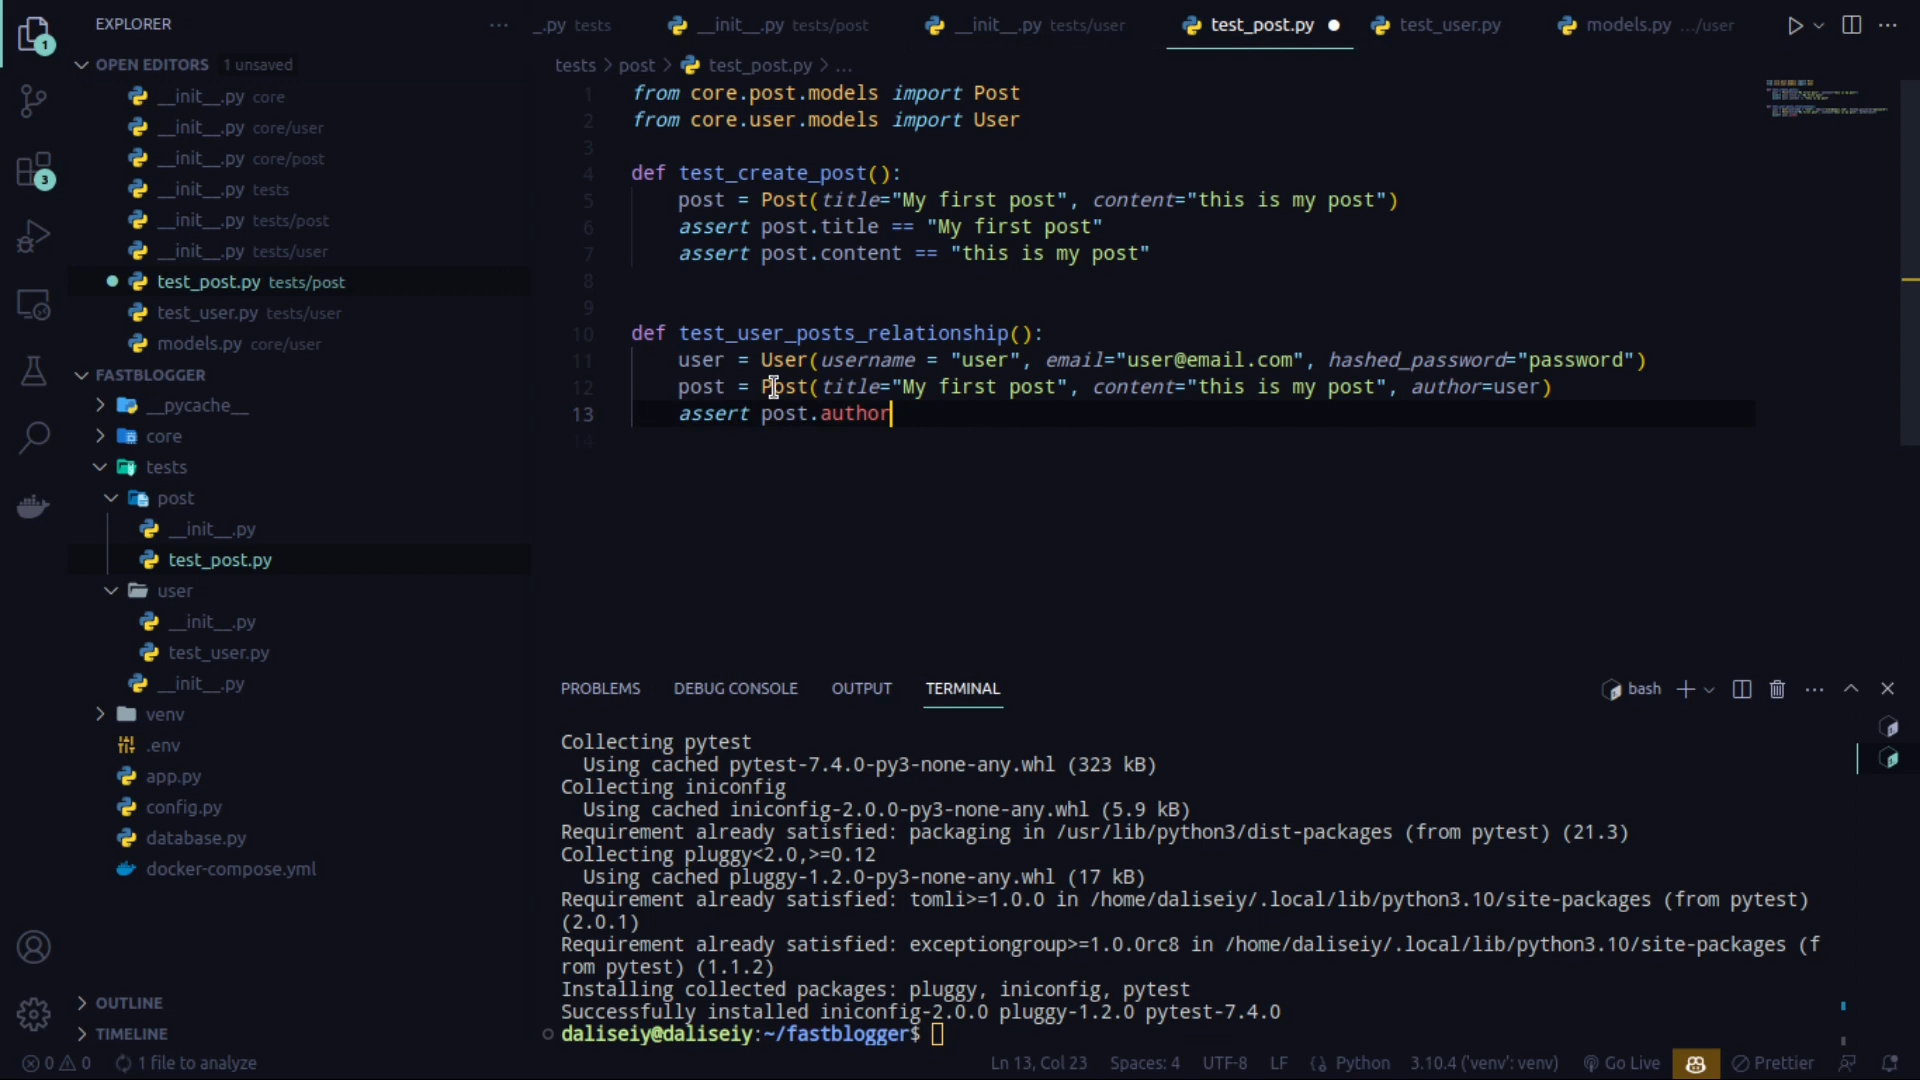 EXPLORER
OPEN EDITORS 1 unsaved
__init__.py core
__init__.py core/user
__init__.py core/post
__init__.py tests
__init__.py tests/post
__init__.py tests/user
test_post.py tests/post
test_user.py tests/user
models.py core/user
FASTBLOGGER
__pycache__
core
tests
post
__init__.py
test_post.py
user
__init__.py
test_user.py
__init__.py
venv
.env
app.py
config.py
database.py
docker-compose.yml
OUTLINE
TIMELINE
1
3
_.py tests __init__.py tests/post __init__.py tests/user test_post.py test_user.py models.py .../user
tests > post > test_post.py > ...
1 from core.post.models import Post
2 from core.user.models import User
3
4 def test_create_post():
5 post = Post(title="My first post", content="this is my post")
6 assert post.title == "My first post"
7 assert post.content == "this is my post"
8
9
10 def test_user_posts_relationship():
11 user = User(username = "user", email="user@email.com", hashed_password="password")
12 post = Post(title="My first post", content="this is my post", author=user)
13 assert post.author
14
PROBLEMS DEBUG CONSOLE OUTPUT TERMINAL bash
Collecting pytest
Using cached pytest-7.4.0-py3-none-any.whl (323 kB)
Collecting iniconfig
Using cached iniconfig-2.0.0-py3-none-any.whl (5.9 kB)
Requirement already satisfied: packaging in /usr/lib/python3/dist-packages (from pytest) (21.3)
Collecting pluggy<2.0,>=0.12
Using cached pluggy-1.2.0-py3-none-any.whl (17 kB)
Requirement already satisfied: tomli>=1.0.0 in /home/daliseiy/.local/lib/python3.10/site-packages (from pytest)
(2.0.1)
Requirement already satisfied: exceptiongroup>=1.0.0rc8 in /home/daliseiy/.local/lib/python3.10/site-packages (f
rom pytest) (1.1.2)
Installing collected packages: pluggy, iniconfig, pytest
Successfully installed iniconfig-2.0.0 pluggy-1.2.0 pytest-7.4.0
daliseiy@daliseiy:~/fastblogger$
0 0 1 file to analyze Ln 13, Col 23 Spaces: 4 UTF-8 LF Python 3.10.4 ('venv': venv) Go Live Prettier